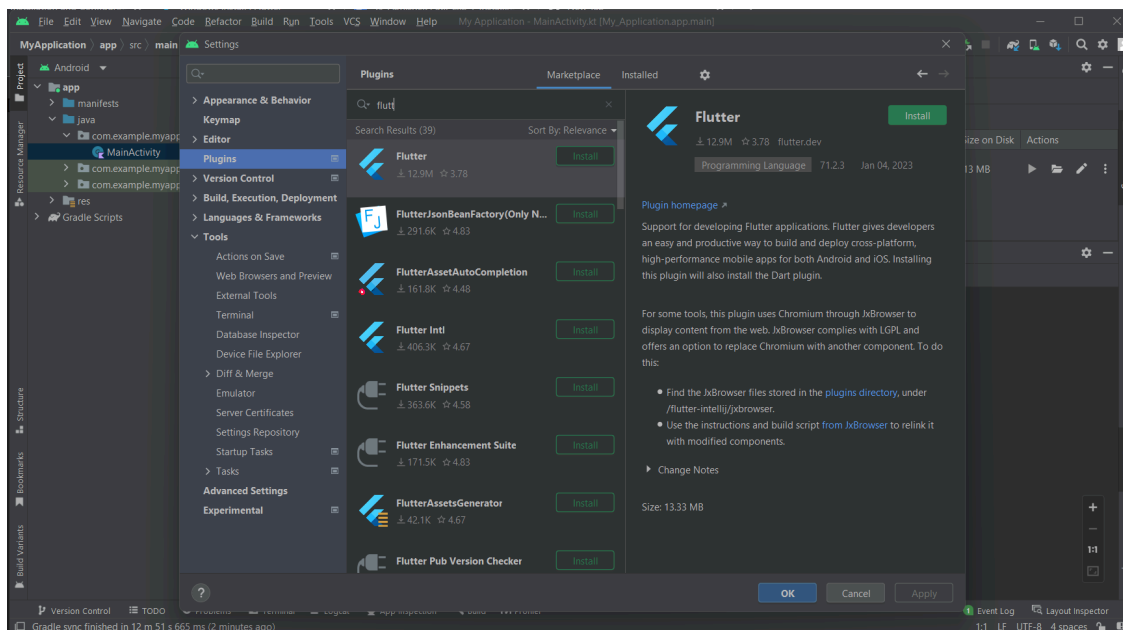 File Edit View Navigate Code Refactor Build Run Tools VCS Window Help My Application - MainActivity.kt [My_Application.app.main]
MyApplication app src main
Settings
Project
Resource Manager
Structure
Bookmarks
Build Variants
Android
app
manifests
java
com.example.myapp
MainActivity
com.example.myapp
com.example.myapp
res
Gradle Scripts
Appearance & Behavior
Keymap
Editor
Plugins
Version Control
Build, Execution, Deployment
Languages & Frameworks
Tools
Actions on Save
Web Browsers and Preview
External Tools
Terminal
Database Inspector
Device File Explorer
Diff & Merge
Emulator
Server Certificates
Settings Repository
Startup Tasks
Tasks
Advanced Settings
Experimental
Plugins Marketplace Installed
flutt
Search Results (39) Sort By: Relevance
Flutter Install
12.9M 3.78
FlutterJsonBeanFactory(Only N... Install
291.6K 4.83
FlutterAssetAutoCompletion Install
161.8K 4.48
Flutter Intl Install
406.3K 4.67
Flutter Snippets Install
363.6K 4.58
Flutter Enhancement Suite Install
171.5K 4.83
FlutterAssetsGenerator Install
42.1K 4.67
Flutter Pub Version Checker Install
Flutter Install
12.9M 3.78 flutter.dev
Programming Language 71.2.3 Jan 04, 2023
Plugin homepage ↗
Support for developing Flutter applications. Flutter gives developers
an easy and productive way to build and deploy cross-platform,
high-performance mobile apps for both Android and iOS. Installing
this plugin will also install the Dart plugin.
For some tools, this plugin uses Chromium through JxBrowser to
display content from the web. JxBrowser complies with LGPL and
offers an option to replace Chromium with another component. To do
this:
• Find the JxBrowser files stored in the plugins directory, under
/flutter-intellij/jxbrowser.
• Use the instructions and build script from JxBrowser to relink it
with modified components.
Change Notes
Size: 13.33 MB
Size on Disk Actions
13 MB
1:1
? OK Cancel Apply
Version Control TODO Problems Terminal Logcat App Inspection Build Profiler Event Log Layout Inspector
Gradle sync finished in 12 m 51 s 665 ms (2 minutes ago) 1:1 LF UTF-8 4 spaces